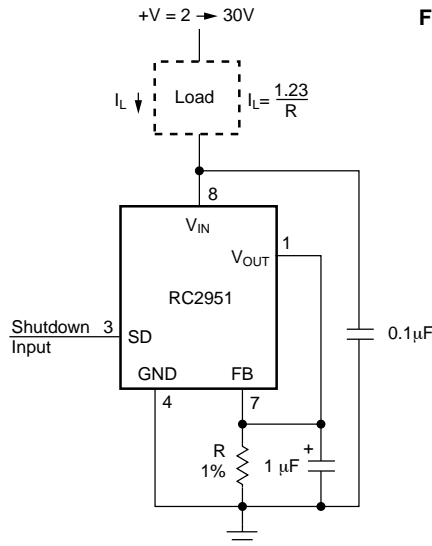 +V = 2 → 30V
F
I_L
Load
I_L = 1.23/R
8
V_IN
1
V_OUT
RC2951
Shutdown
Input
3
SD
0.1µF
GND
FB
4
7
R
1%
1 µF
+